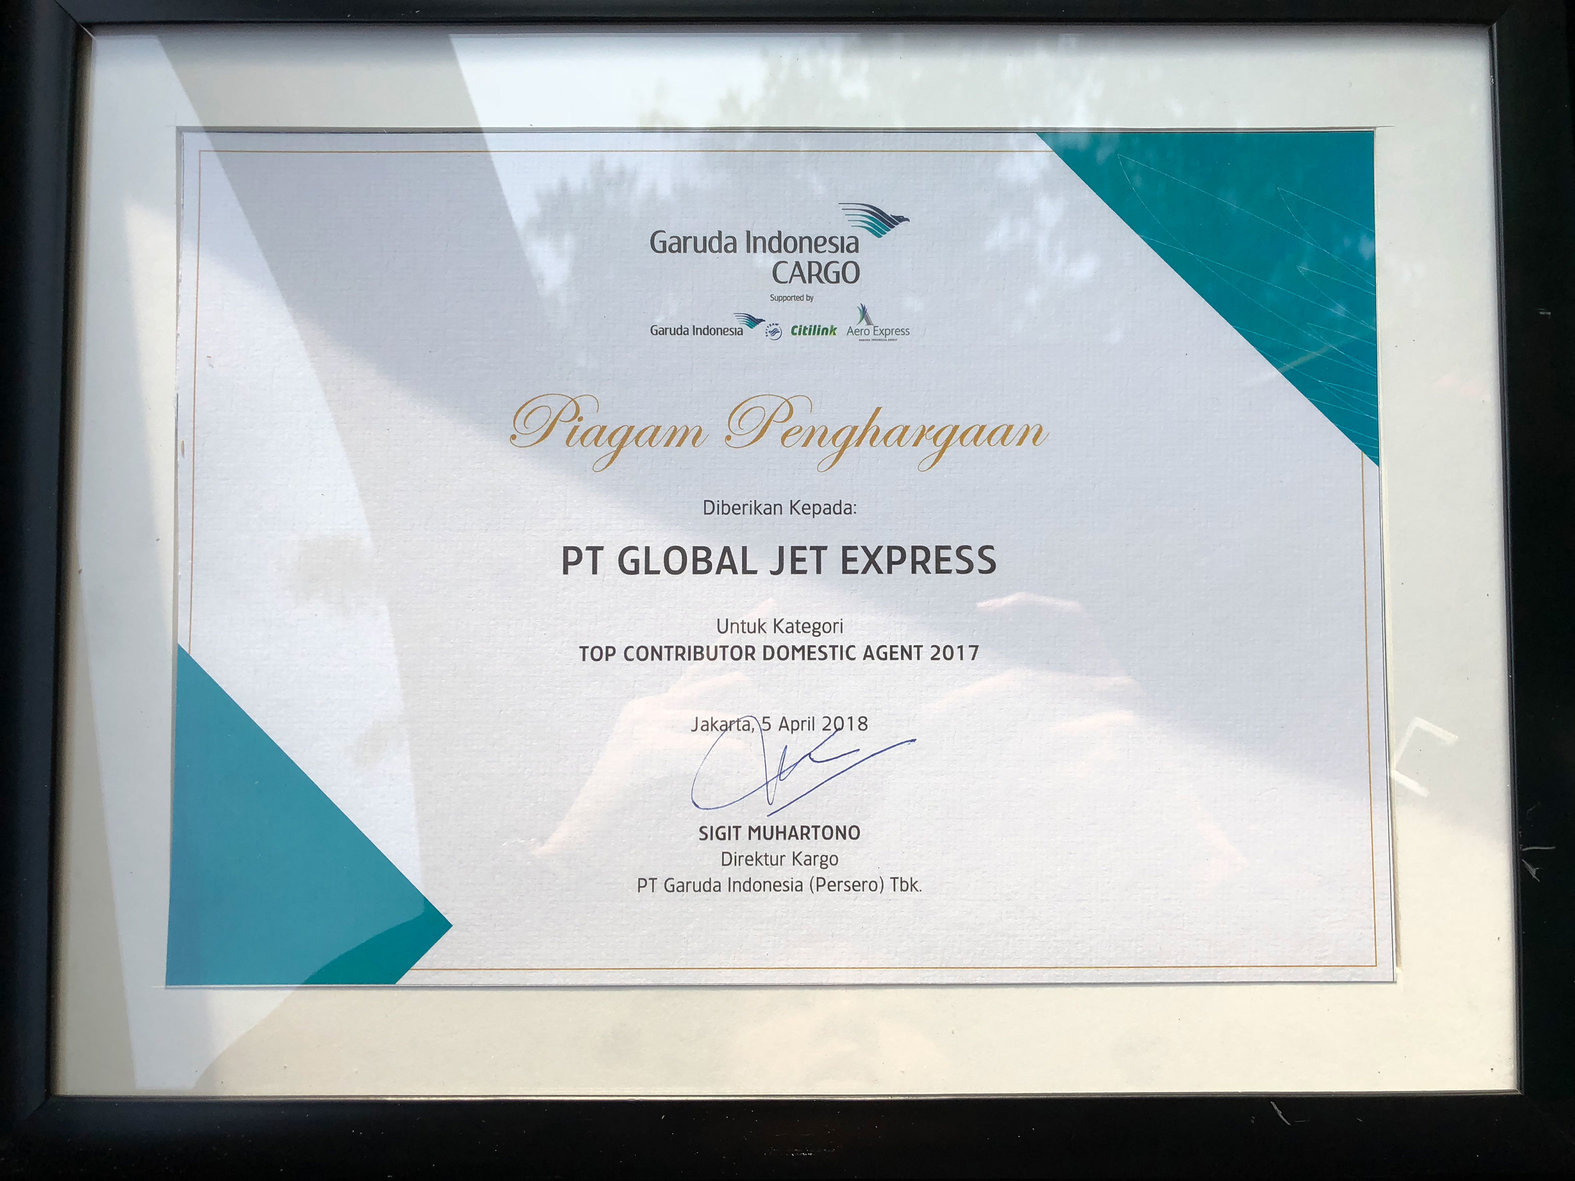 Garuda Indonesia
CARGO
Supported by
Garuda Indonesia Citilink Aero Express
Piagam Penghargaan
Diberikan Kepada:
PT GLOBAL JET EXPRESS
Untuk Kategori
TOP CONTRIBUTOR DOMESTIC AGENT 2017
Jakarta, 5 April 2018
SIGIT MUHARTONO
Direktur Kargo
PT Garuda Indonesia (Persero) Tbk.